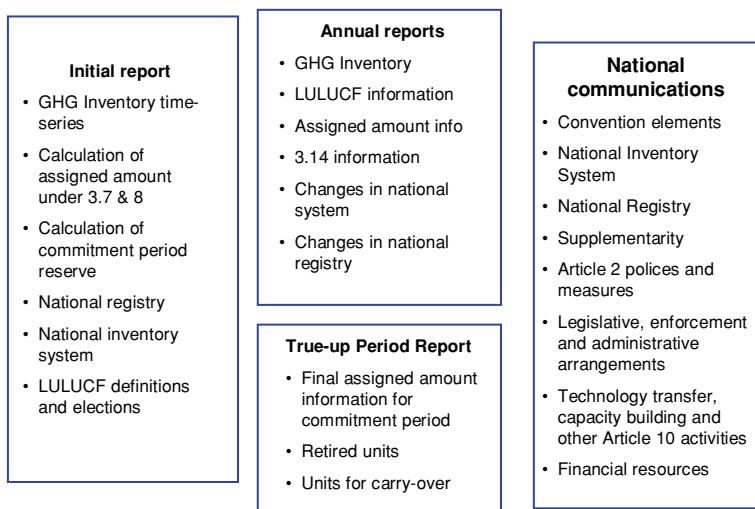 Initial report
• GHG Inventory time-
series
• Calculation of
assigned amount
under 3.7 & 8
• Calculation of
commitment period
reserve
• National registry
• National inventory
system
• LULUCF definitions
and elections
Annual reports
• GHG Inventory
• LULUCF information
• Assigned amount info
• 3.14 information
• Changes in national
system
• Changes in national
registry
True-up Period Report
• Final assigned amount
information for
commitment period
• Retired units
• Units for carry-over
National
communications
• Convention elements
• National Inventory
System
• National Registry
• Supplementarity
• Article 2 polices and
measures
• Legislative, enforcement
and administrative
arrangements
• Technology transfer,
capacity building and
other Article 10 activities
• Financial resources